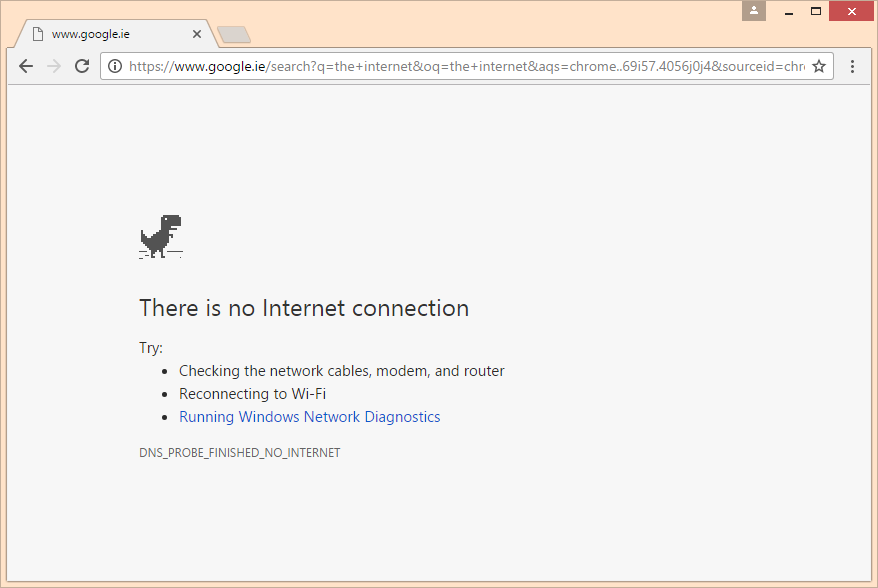 www.google.ie
https://www.google.ie/search?q=the+internet&oq=the+internet&aqs=chrome..69i57.4056j0j4&sourceid=chr
There is no Internet connection
Try:
Checking the network cables, modem, and router
Reconnecting to Wi-Fi
Running Windows Network Diagnostics
DNS_PROBE_FINISHED_NO_INTERNET